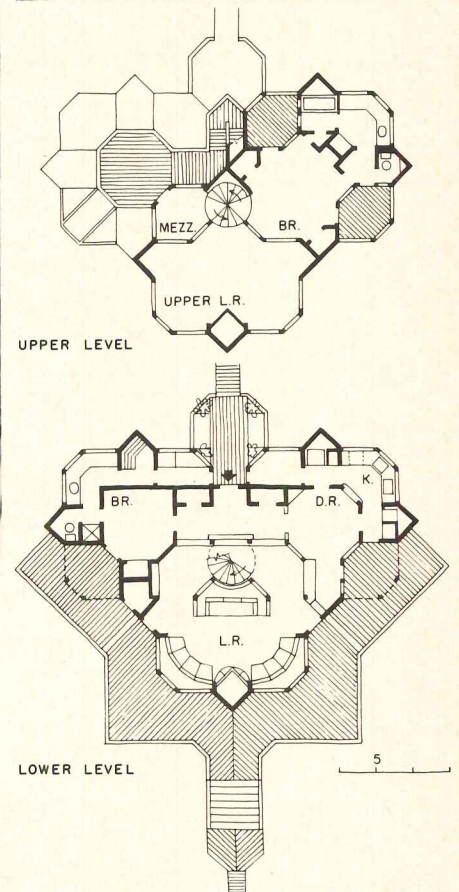 MEZZ.
BR.
UPPER L.R.
UPPER LEVEL
BR.
D.R.
K.
L.R.
LOWER LEVEL
5